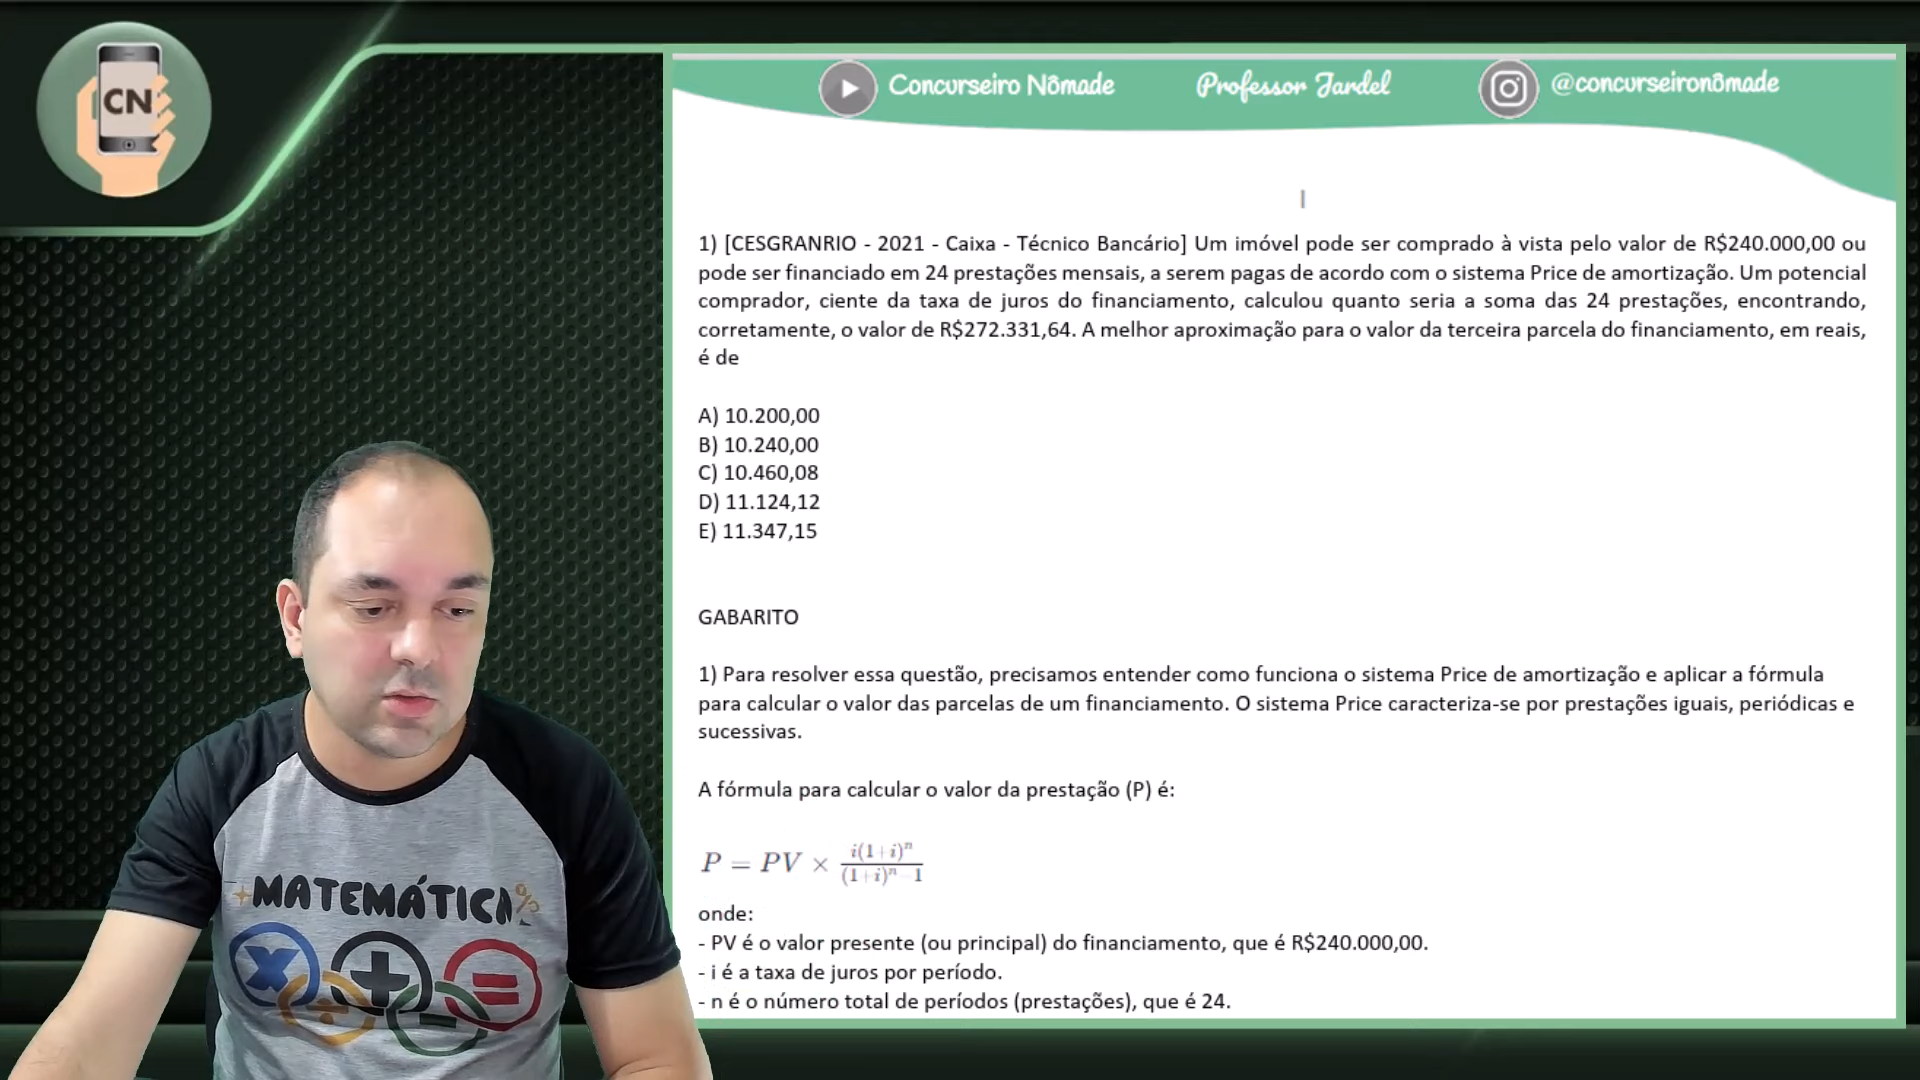 CN
Concurseiro Nômade
Professor Jardel
@concurseironômade
1) [CESGRANRIO - 2021 - Caixa - Técnico Bancário] Um imóvel pode ser comprado à vista pelo valor de R$240.000,00 ou
pode ser financiado em 24 prestações mensais, a serem pagas de acordo com o sistema Price de amortização. Um potencial
comprador, ciente da taxa de juros do financiamento, calculou quanto seria a soma das 24 prestações, encontrando,
corretamente, o valor de R$272.331,64. A melhor aproximação para o valor da terceira parcela do financiamento, em reais,
é de
A) 10.200,00
B) 10.240,00
C) 10.460,08
D) 11.124,12
E) 11.347,15
GABARITO
1) Para resolver essa questão, precisamos entender como funciona o sistema Price de amortização e aplicar a fórmula
para calcular o valor das parcelas de um financiamento. O sistema Price caracteriza-se por prestações iguais, periódicas e
sucessivas.
A fórmula para calcular o valor da prestação (P) é:
P = PV × i(1+i)^n / (1+i)^n-1
onde:
- PV é o valor presente (ou principal) do financiamento, que é R$240.000,00.
- i é a taxa de juros por período.
- n é o número total de períodos (prestações), que é 24.
MATEMÁTICA %
× + =
÷ -